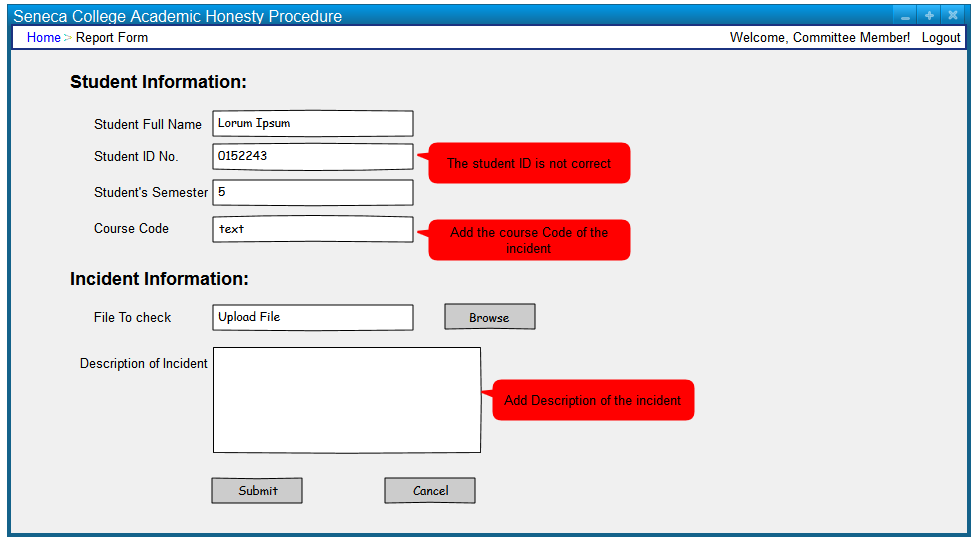 Seneca College Academic Honesty Procedure
Home > Report Form Welcome, Committee Member! Logout
Student Information:
Student Full Name Lorum Ipsum
Student ID No. 0152243 The student ID is not correct
Student's Semester 5
Course Code text Add the course Code of the
incident
Incident Information:
File To check Upload File Browse
Description of Incident
Add Description of the incident
Submit Cancel